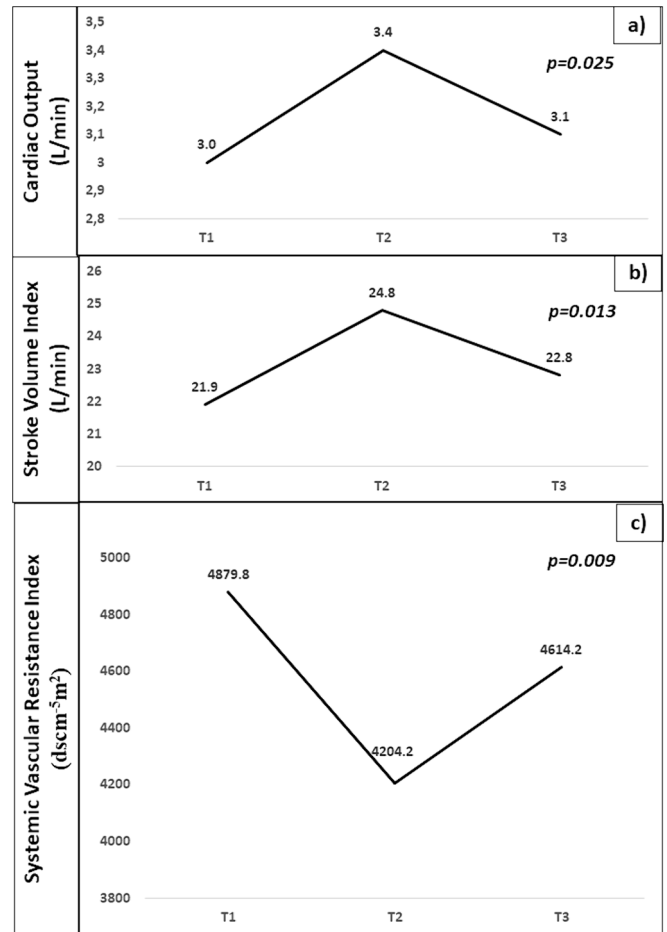 a)
Cardiac Output
(L/min)
3,5
3,4
3,3
3,2
3,1
3
2,9
2,8
3.0
3.4
3.1
p=0.025
T1 T2 T3
b)
Stroke Volume Index
(L/min)
26
25
24
23
22
21
20
21.9
24.8
22.8
p=0.013
T1 T2 T3
c)
Systemic Vascular Resistance Index
(dscm⁻⁵m²)
5000
4800
4600
4400
4200
4000
3800
4879.8
4204.2
4614.2
p=0.009
T1 T2 T3